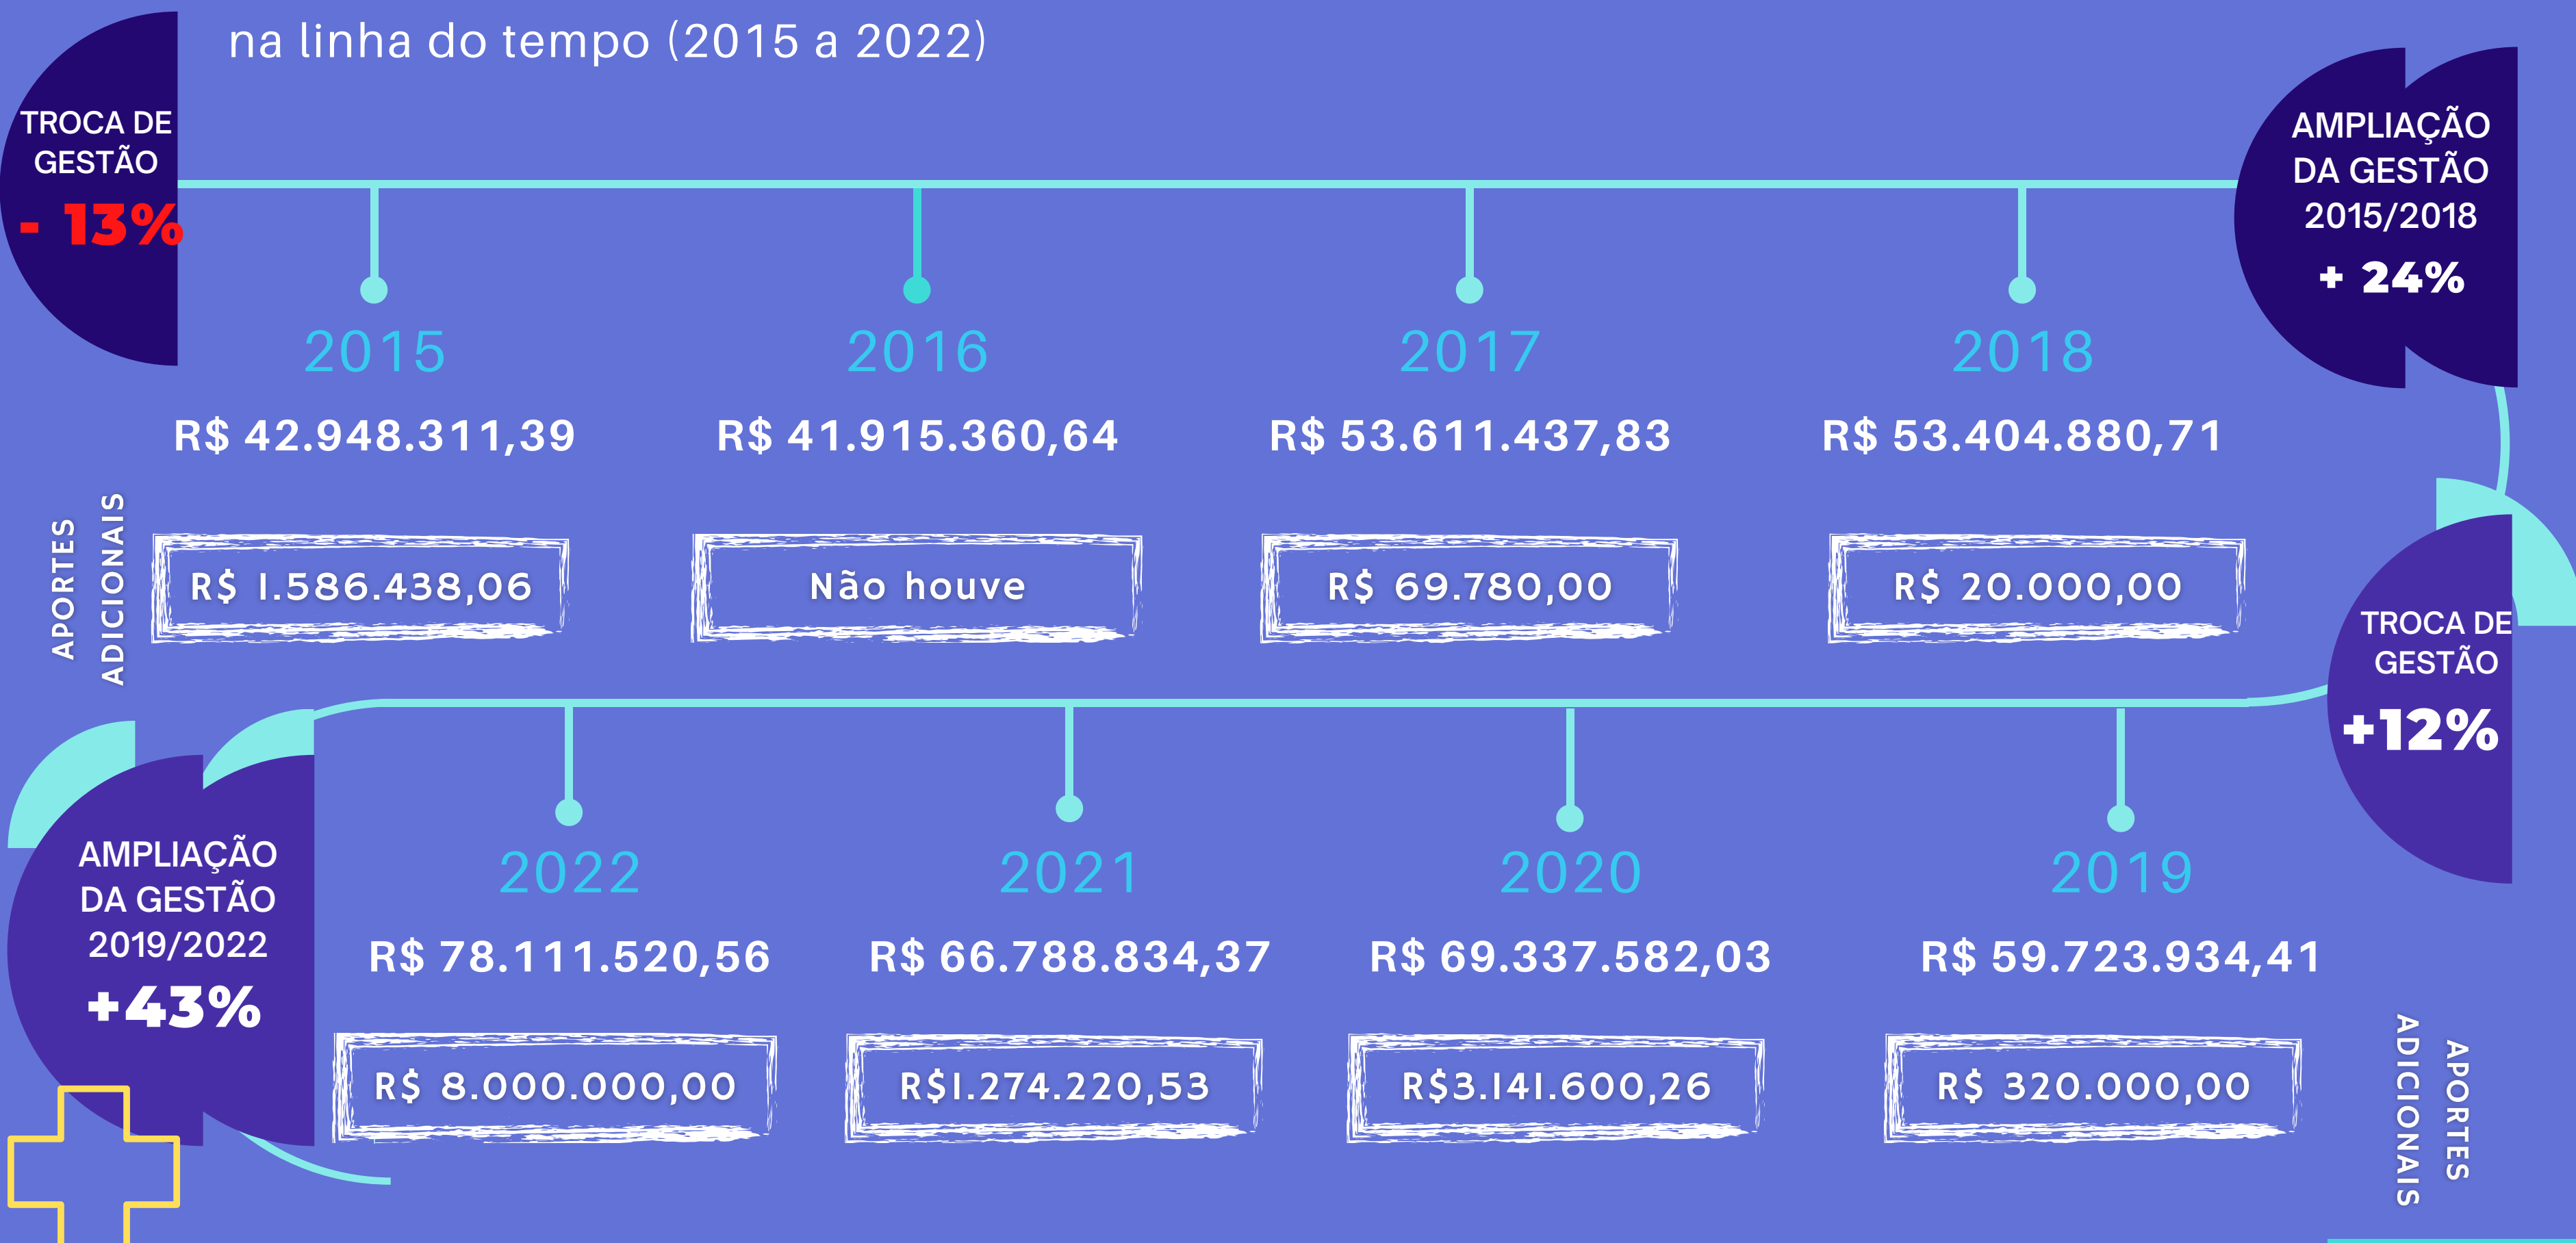 na linha do tempo (2015 a 2022)
TROCA DE
GESTÃO
- 13%
AMPLIAÇÃO
DA GESTÃO
2015/2018
+ 24%
2015
2016
2017
2018
R$ 42.948.311,39
R$ 41.915.360,64
R$ 53.611.437,83
R$ 53.404.880,71
APORTES
ADICIONAIS
R$ 1.586.438,06
Não houve
R$ 69.780,00
R$ 20.000,00
TROCA DE
GESTÃO
+12%
AMPLIAÇÃO
DA GESTÃO
2019/2022
+43%
2022
2021
2020
2019
R$ 78.111.520,56
R$ 66.788.834,37
R$ 69.337.582,03
R$ 59.723.934,41
R$ 8.000.000,00
R$1.274.220,53
R$3.141.600,26
R$ 320.000,00
APORTES
ADICIONAIS